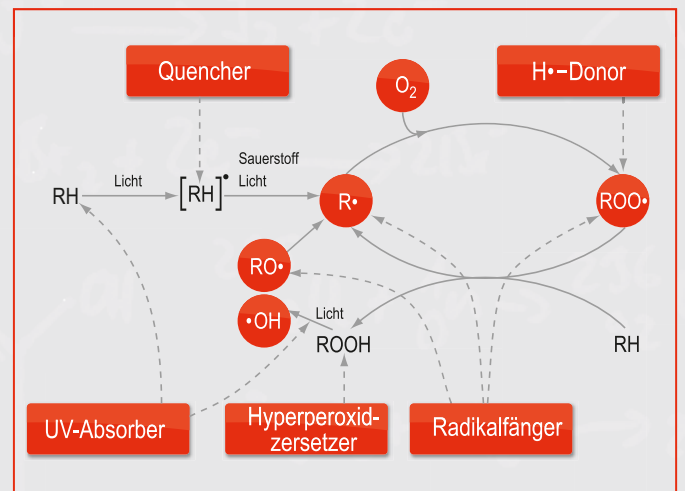 Quencher
O₂
H•–Donor
Sauerstoff
RH
Licht
[RH]•
Licht
R•
ROO•
RO•
•OH
Licht
ROOH
RH
UV-Absorber
Hyperperoxid-
zersetzer
Radikalfänger